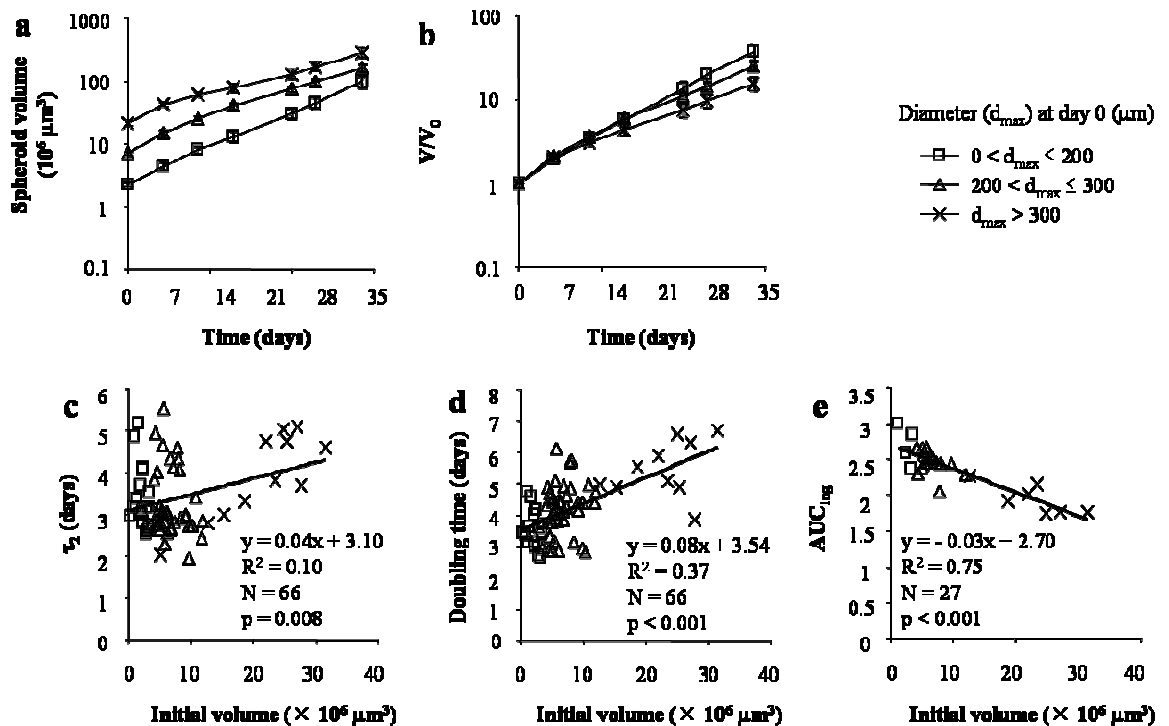 a
Spheroid volume
(10⁶ μm³)
1000
100
10
1
0.1
0 7 14 21 28 35
Time (days)
b
V/V₀
100
10
1
0.1
0 7 14 21 28 35
Time (days)
Diameter (dmax) at day 0 (μm)
0 < dmax < 200
200 < dmax ≤ 300
dmax > 300
c
τ₂ (days)
6
5
4
3
2
1
0
y = 0.04x + 3.10
R² = 0.10
N = 66
p = 0.008
0 10 20 30 40
Initial volume (× 10⁶ μm³)
d
Doubling time (days)
8
7
6
5
4
3
2
1
0
y = 0.08x + 3.54
R² = 0.37
N = 66
p < 0.001
0 10 20 30 40
Initial volume (× 10⁶ μm³)
e
AUClog
3.5
3
2.5
2
1.5
1
0.5
0
y = - 0.03x − 2.70
R² = 0.75
N = 27
p < 0.001
0 10 20 30 40
Initial volume (× 10⁶ μm³)